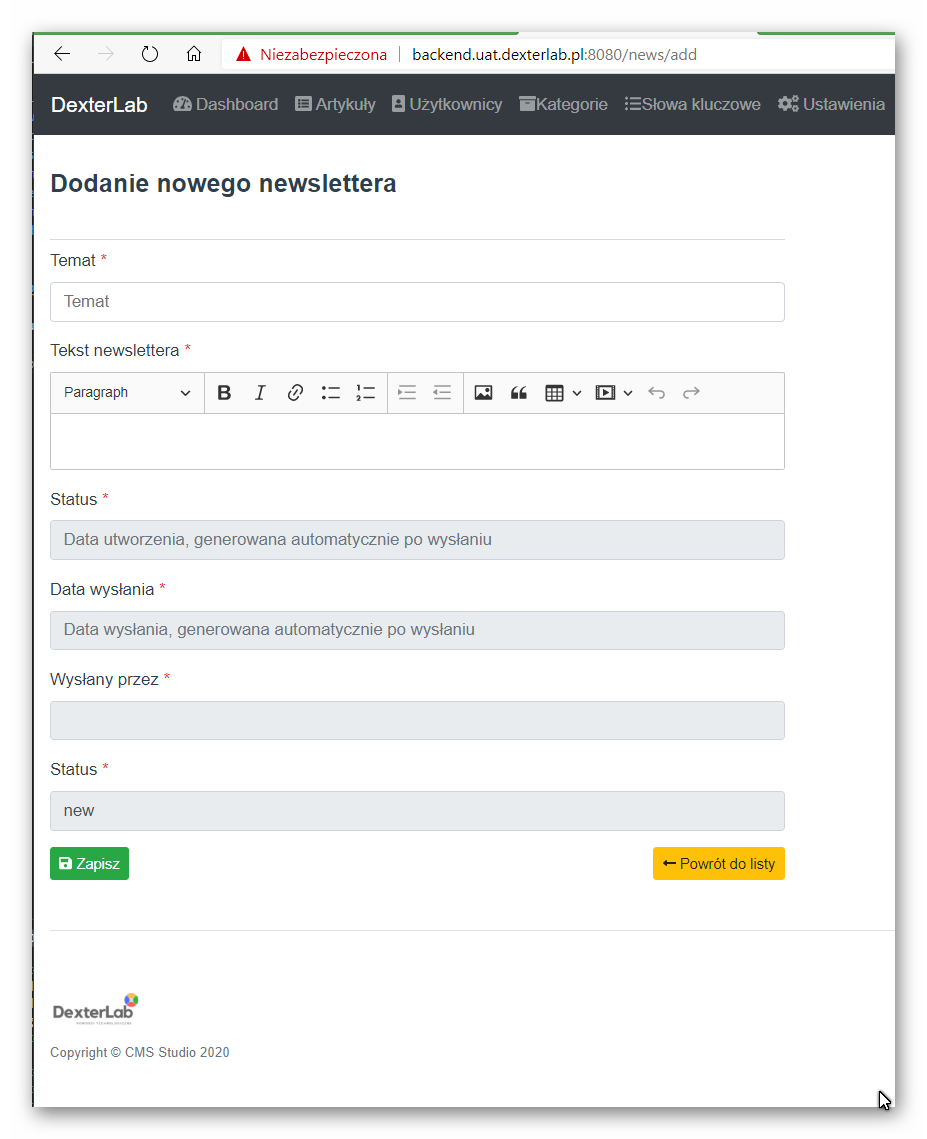 Niezabezpieczona | backend.uat.dexterlab.pl:8080/news/add
DexterLab Dashboard Artykuły Użytkownicy Kategorie Słowa kluczowe Ustawienia
Dodanie nowego newslettera
Temat *
Temat
Tekst newslettera *
Paragraph
Status *
Data utworzenia, generowana automatycznie po wysłaniu
Data wysłania *
Data wysłania, generowana automatycznie po wysłaniu
Wysłany przez *
Status *
new
Zapisz Powrót do listy
DexterLab
Copyright © CMS Studio 2020